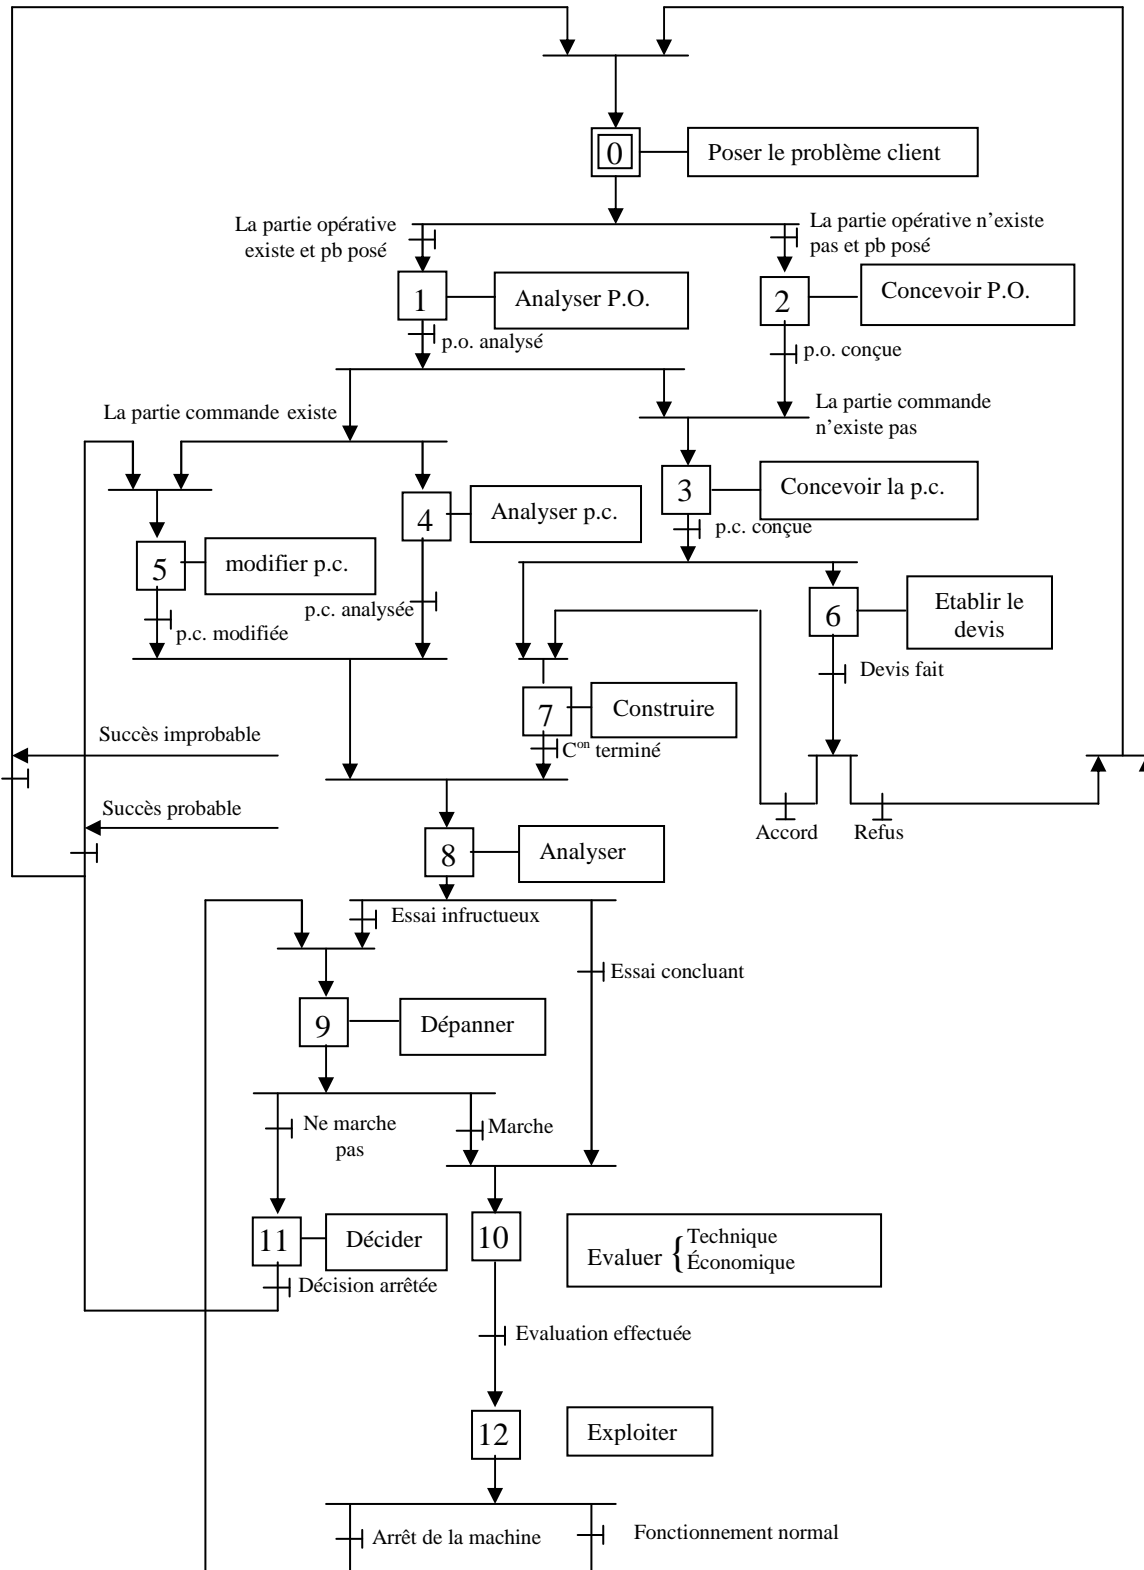 0
Poser le problème client
La partie opérative
existe et pb posé
La partie opérative n'existe
pas et pb posé
1
Analyser P.O.
2
Concevoir P.O.
p.o. analysé
p.o. conçue
La partie commande existe
La partie commande
n'existe pas
3
Concevoir la p.c.
4
Analyser p.c.
p.c. conçue
5
modifier p.c.
p.c. analysée
p.c. modifiée
6
Etablir le
devis
Devis fait
7
Construire
Con terminé
Succès improbable
Succès probable
Accord
Refus
8
Analyser
Essai infructueux
Essai concluant
9
Dépanner
Ne marche
pas
Marche
11
Décider
10
Evaluer {
Technique
Économique
Décision arrêtée
Evaluation effectuée
12
Exploiter
Arrêt de la machine
Fonctionnement normal